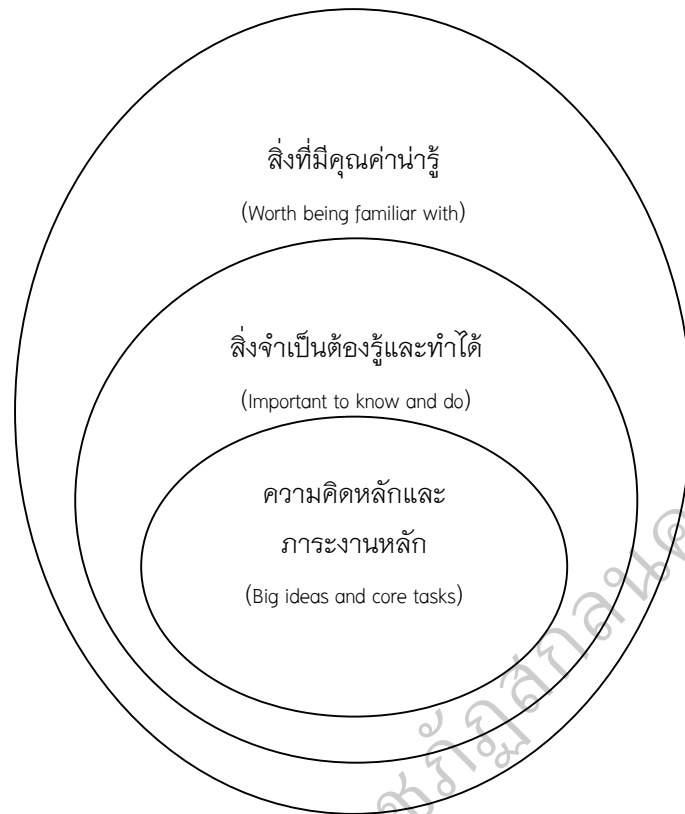 สิ่งที่มีคุณค่าน่ารู้
(Worth being familiar with)
สิ่งจำเป็นต้องรู้และทำได้
(Important to know and do)
ความคิดหลักและ
ภาระงานหลัก
(Big ideas and core tasks)